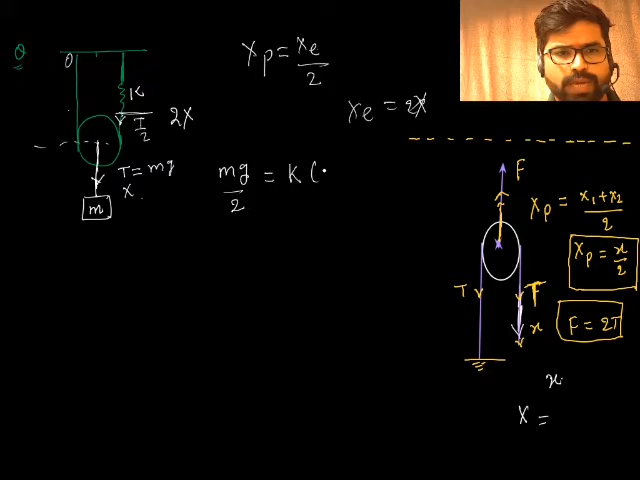 Q
O
K
T/2
2X
T = mg
X
m
Xp = xe/2
xe = 2X
mg/2 = K (
F
Xp = (x₁+x₂)/2
Xp = x/2
T
T
x
F = 2T
x
X =